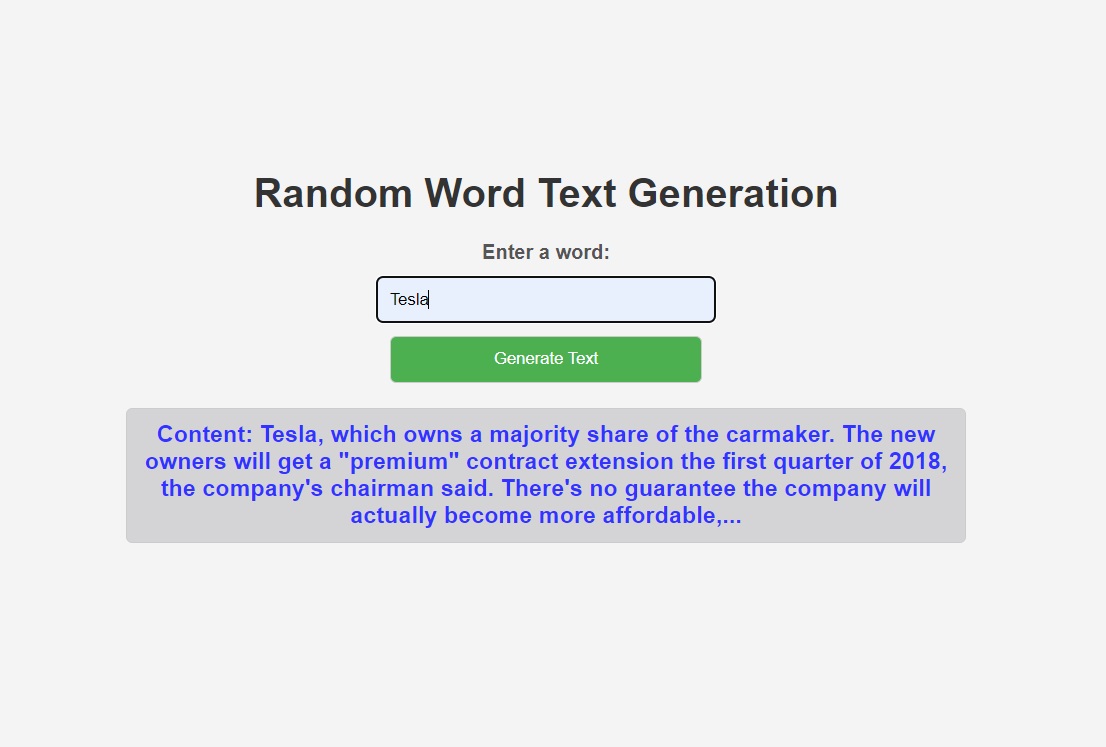 Random Word Text Generation
Enter a word:
Tesla
Generate Text
Content: Tesla, which owns a majority share of the carmaker. The new
owners will get a "premium" contract extension the first quarter of 2018,
the company's chairman said. There's no guarantee the company will
actually become more affordable,...